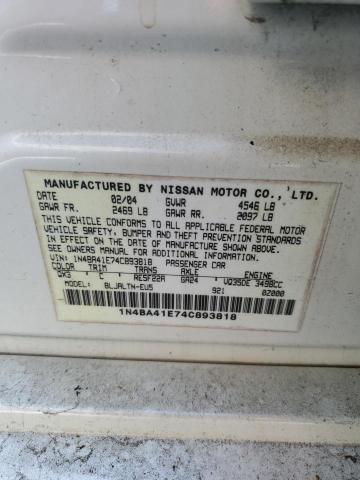 MANUFACTURED BY NISSAN MOTOR CO., LTD.
DATE 02/04 GVWR 4546 LB
GAWR FR. 2469 LB GAWR RR. 2097 LB
THIS VEHICLE CONFORMS TO ALL APPLICABLE FEDERAL MOTOR
VEHICLE SAFETY, BUMPER AND THEFT PREVENTION STANDARDS
IN EFFECT ON THE DATE OF MANUFACTURE SHOWN ABOVE.
SEE OWNERS MANUAL FOR ADDITIONAL INFORMATION.
VIN: 1N4BA41E74C893818 PASSENGER CAR
COLOR TRIM TRANS AXLE ENGINE
QX3 C RE5F22A GA24 VQ35DE 3498CC
BLJALTN-EU5 921 02000
1N4BA41E74C893818